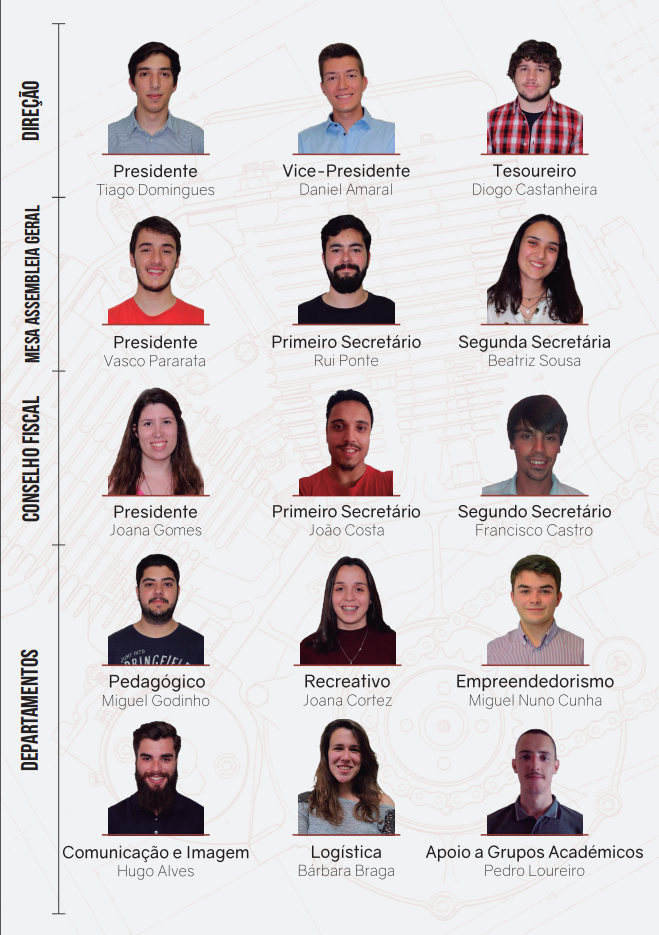 DIREÇÃO
Presidente
Tiago Domingues
Vice-Presidente
Daniel Amaral
Tesoureiro
Diogo Castanheira
MESA ASSEMBLEIA GERAL
Presidente
Vasco Pararata
Primeiro Secretário
Rui Ponte
Segunda Secretária
Beatriz Sousa
CONSELHO FISCAL
Presidente
Joana Gomes
Primeiro Secretário
João Costa
Segundo Secretário
Francisco Castro
DEPARTAMENTOS
Pedagógico
Miguel Godinho
Recreativo
Joana Cortez
Empreendedorismo
Miguel Nuno Cunha
Comunicação e Imagem
Hugo Alves
Logística
Bárbara Braga
Apoio a Grupos Académicos
Pedro Loureiro